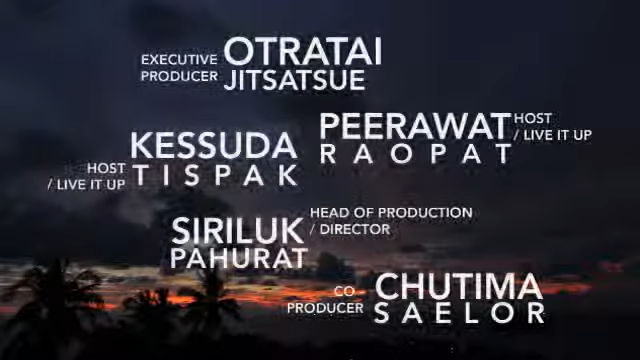 EXECUTIVE PRODUCER
OTRATAI
JITSATSUE
PEERAWAT
RAOPAT
HOST
/ LIVE IT UP
KESSUDA
TISPAK
HOST
/ LIVE IT UP
SIRILUK
PAHURAT
HEAD OF PRODUCTION
/ DIRECTOR
CO -
PRODUCER
CHUTIMA
SAELOR